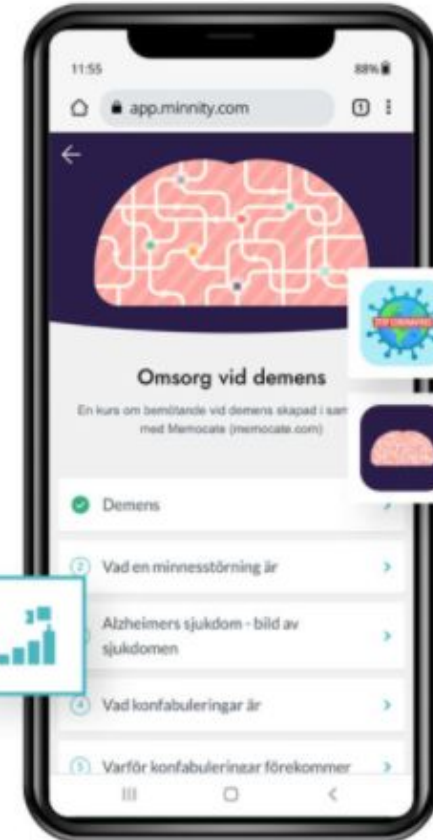 11:55
88%
app.minnity.com
1
Omsorg vid demens
En kurs om bemötande vid demens skapad i sam
med Memocate (memocate.com)
Demens
2 Vad en minnesstörning är
Alzheimers sjukdom - bild av
sjukdomen
4 Vad konfabuleringar är
5 Varför konfabuleringar förekommer